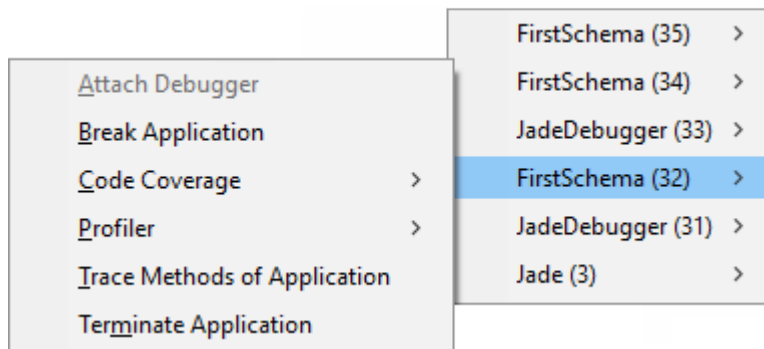 FirstSchema (35)
FirstSchema (34)
JadeDebugger (33)
FirstSchema (32)
JadeDebugger (31)
Jade (3)
Attach Debugger
Break Application
Code Coverage
Profiler
Trace Methods of Application
Terminate Application